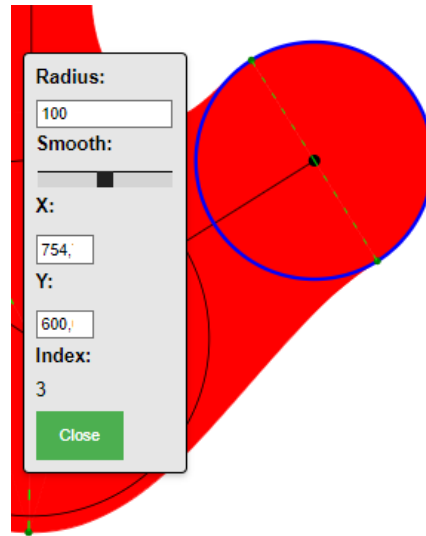 Radius:
100
Smooth:
X:
754,
Y:
600,
Index:
3
Close